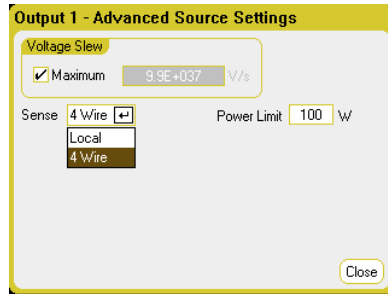 Output 1 - Advanced Source Settings
Voltage Slew
Maximum 9.9E+037 V/s
Sense 4 Wire Power Limit 100 W
Local
4 Wire
Close